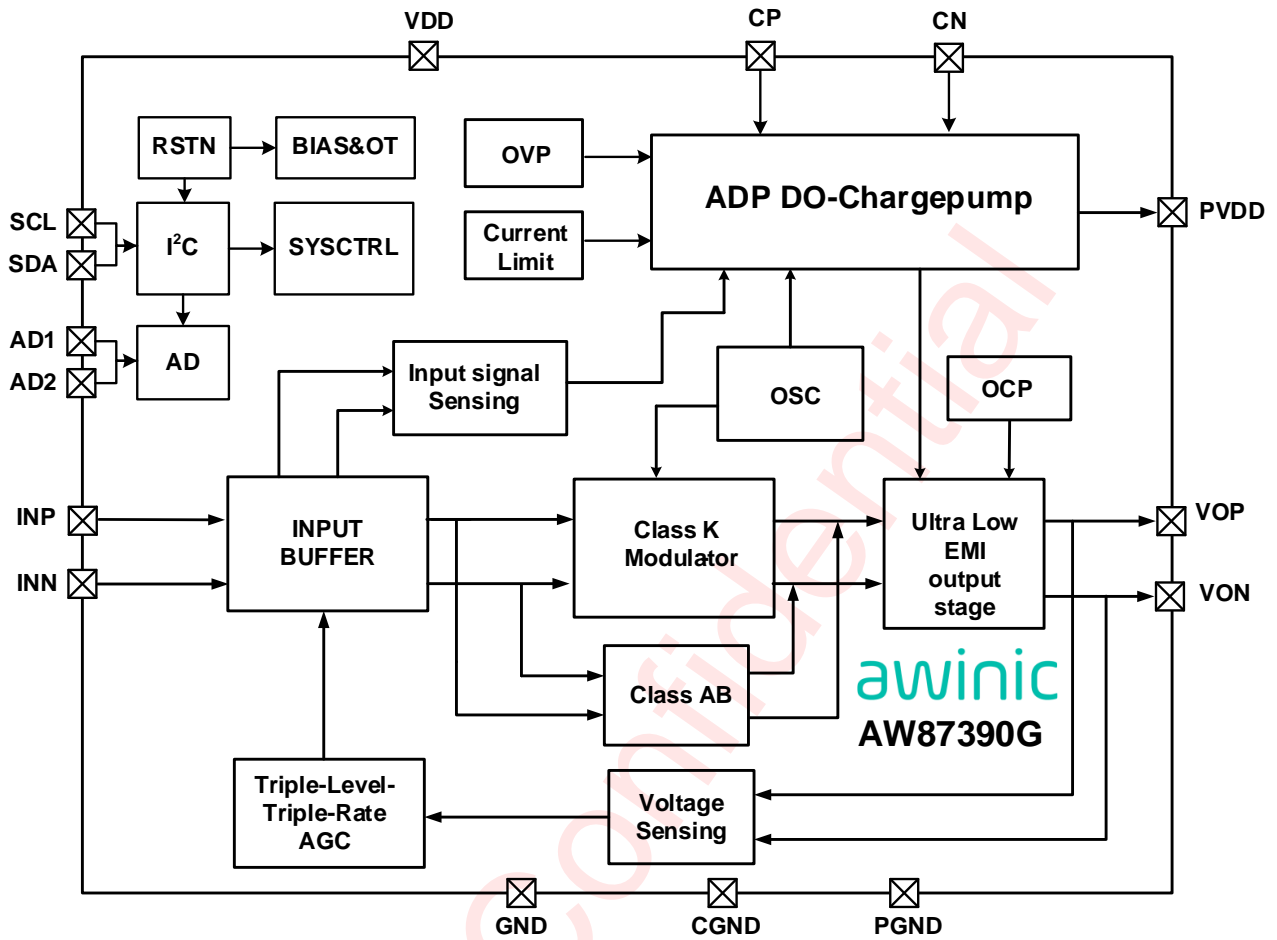 VDD
CP
CN
RSTN
BIAS&OT
OVP
ADP DO-Chargepump
PVDD
SCL
SDA
I²C
SYSCTRL
Current
Limit
AD1
AD2
AD
Input signal
Sensing
OSC
OCP
INP
INN
INPUT
BUFFER
Class K
Modulator
Ultra Low
EMI
output
stage
VOP
VON
Class AB
awinic
AW87390G
Triple-Level-
Triple-Rate
AGC
Voltage
Sensing
GND
CGND
PGND
Confidential